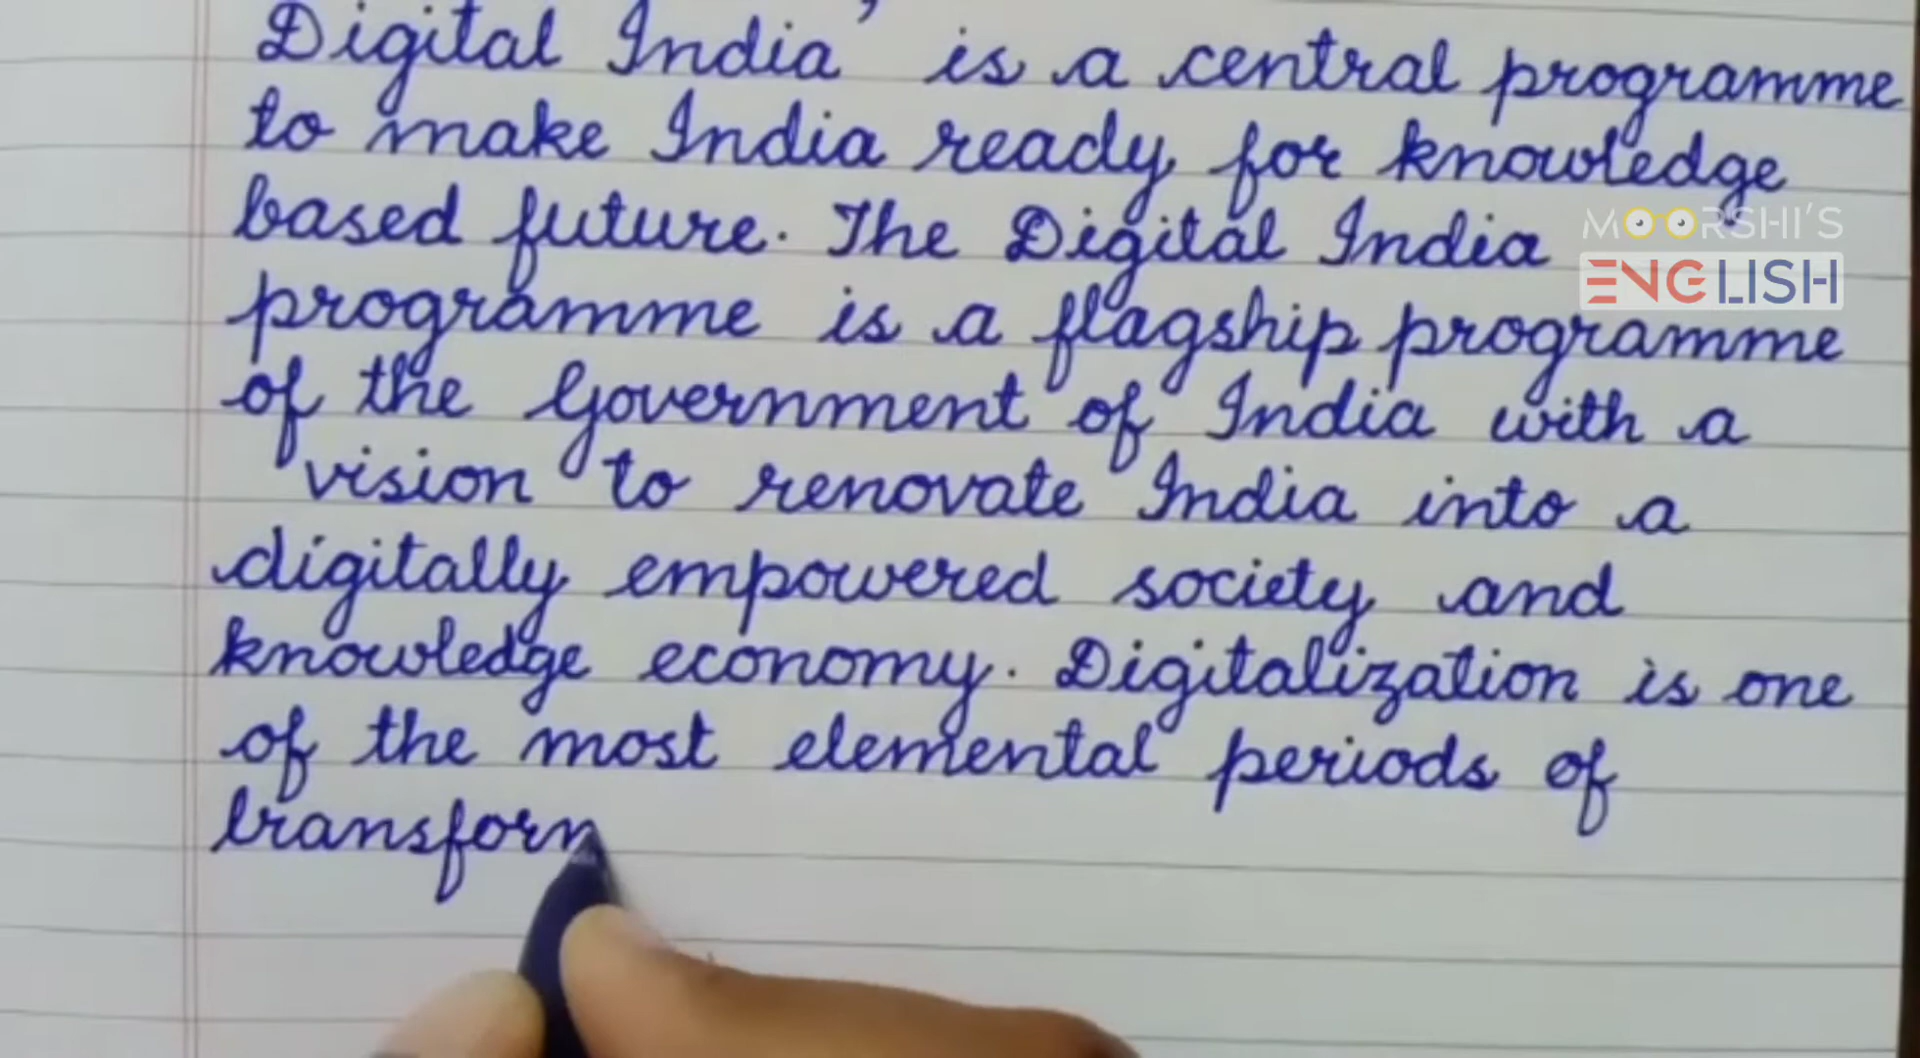 Digital India’ is a central programme
to make India ready for knowledge
based future. The Digital India
MOORSHI'S
ENGLISH
programme is a flagship programme
of the Government of India with a
vision to renovate India into a
digitally empowered society and
knowledge economy. Digitalization is one
of the most elemental periods of
transform